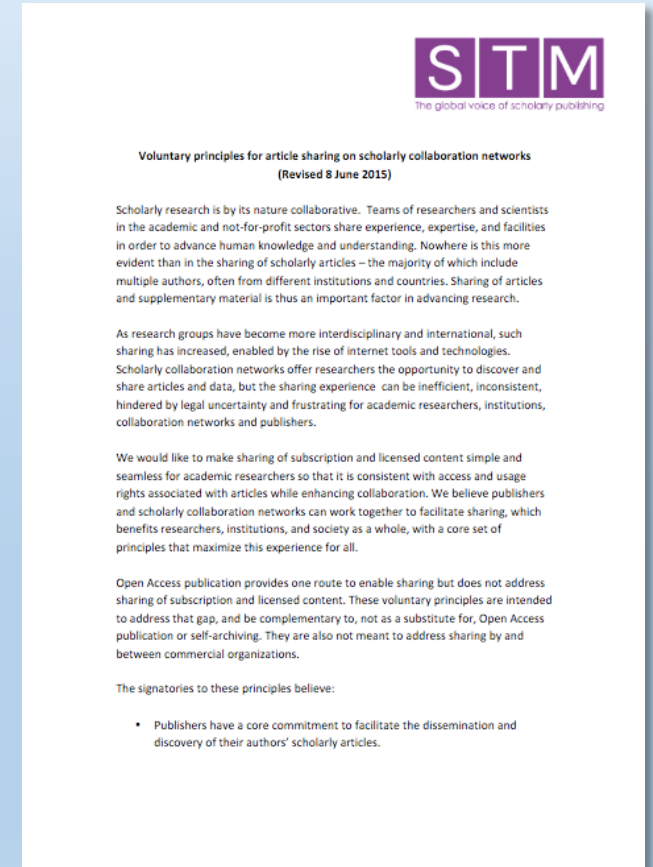 STM
The global voice of scholarly publishing
Voluntary principles for article sharing on scholarly collaboration networks
(Revised 8 June 2015)
Scholarly research is by its nature collaborative.  Teams of researchers and scientists
in the academic and not-for-profit sectors share experience, expertise, and facilities
in order to advance human knowledge and understanding. Nowhere is this more
evident than in the sharing of scholarly articles – the majority of which include
multiple authors, often from different institutions and countries. Sharing of articles
and supplementary material is thus an important factor in advancing research.
As research groups have become more interdisciplinary and international, such
sharing has increased, enabled by the rise of internet tools and technologies.
Scholarly collaboration networks offer researchers the opportunity to discover and
share articles and data, but the sharing experience  can be inefficient, inconsistent,
hindered by legal uncertainty and frustrating for academic researchers, institutions,
collaboration networks and publishers.
We would like to make sharing of subscription and licensed content simple and
seamless for academic researchers so that it is consistent with access and usage
rights associated with articles while enhancing collaboration. We believe publishers
and scholarly collaboration networks can work together to facilitate sharing, which
benefits researchers, institutions, and society as a whole, with a core set of
principles that maximize this experience for all.
Open Access publication provides one route to enable sharing but does not address
sharing of subscription and licensed content. These voluntary principles are intended
to address that gap, and be complementary to, not as a substitute for, Open Access
publication or self-archiving. They are also not meant to address sharing by and
between commercial organizations.
The signatories to these principles believe:
• Publishers have a core commitment to facilitate the dissemination and
discovery of their authors' scholarly articles.